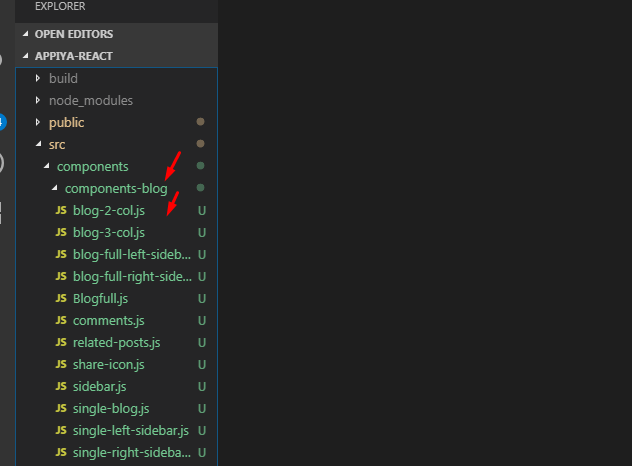 EXPLORER
OPEN EDITORS
APPIYA-REACT
build
node_modules
public
src
components
components-blog
JS blog-2-col.js U
JS blog-3-col.js U
JS blog-full-left-sideb... U
JS blog-full-right-side... U
JS Blogfull.js U
JS comments.js U
JS related-posts.js U
JS share-icon.js U
JS sidebar.js U
JS single-blog.js U
JS single-left-sidebar.js U
JS single-right-sideba... U